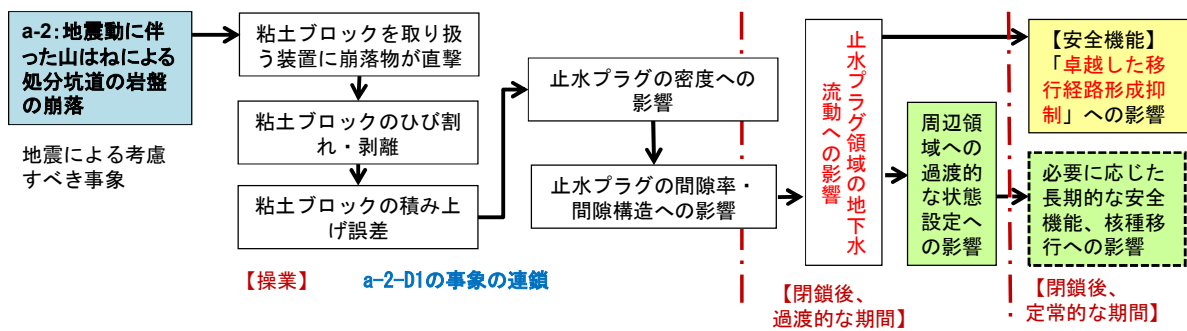 a-2：地震動に伴
った山はねによる
処分坑道の岩盤
の崩落
地震による考慮
すべき事象
粘土ブロックを取り扱
う装置に崩落物が直撃
粘土ブロックのひび割
れ・剥離
粘土ブロックの積み上
げ誤差
【操業】
a-2-D1の事象の連鎖
止水プラグの密度への
影響
止水プラグの間隙率・
間隙構造への影響
止水プラグ領域の地下水
流動への影響
周辺領
域への
過渡的
な状態
設定へ
の影響
【閉鎖後、
過渡的な期間】
【安全機能】
「卓越した移
行経路形成抑
制」への影響
必要に応じた
長期的な安全
機能、核種移
行への影響
【閉鎖後、
定常的な期間】